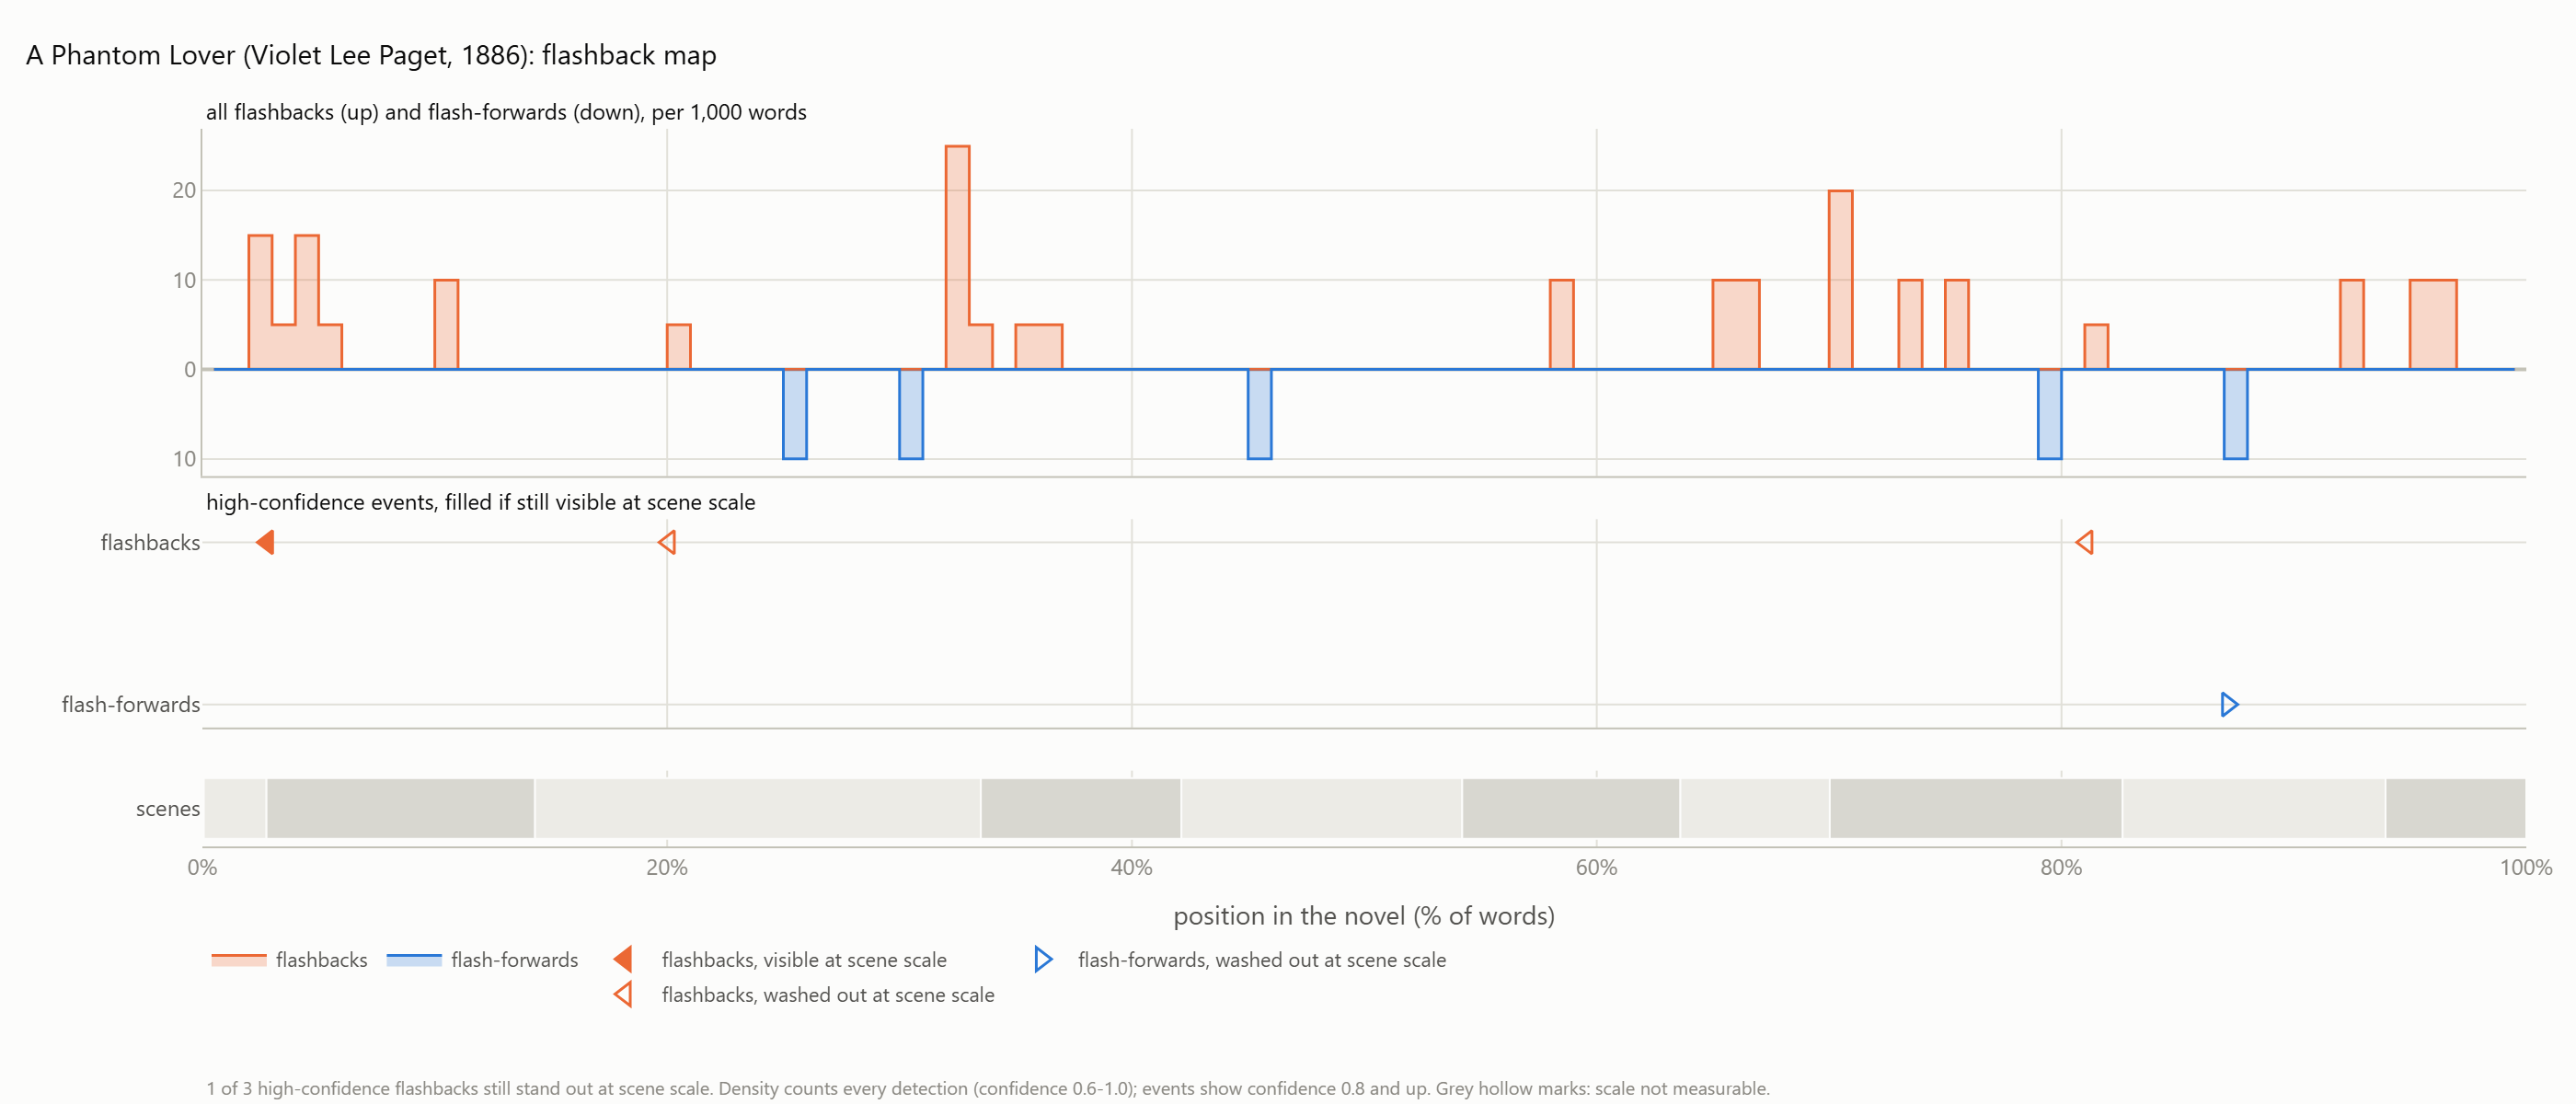 A Phantom Lover (Violet Lee Paget, 1886): flashback map
all flashbacks (up) and flash-forwards (down), per 1,000 words
20
10
0
10
high-confidence events, filled if still visible at scene scale
flashbacks
flash-forwards
scenes
0% 20% 40% 60% 80% 100%
position in the novel (% of words)
flashbacks flash-forwards flashbacks, visible at scene scale flash-forwards, washed out at scene scale
flashbacks, washed out at scene scale
1 of 3 high-confidence flashbacks still stand out at scene scale. Density counts every detection (confidence 0.6-1.0); events show confidence 0.8 and up. Grey hollow marks: scale not measurable.